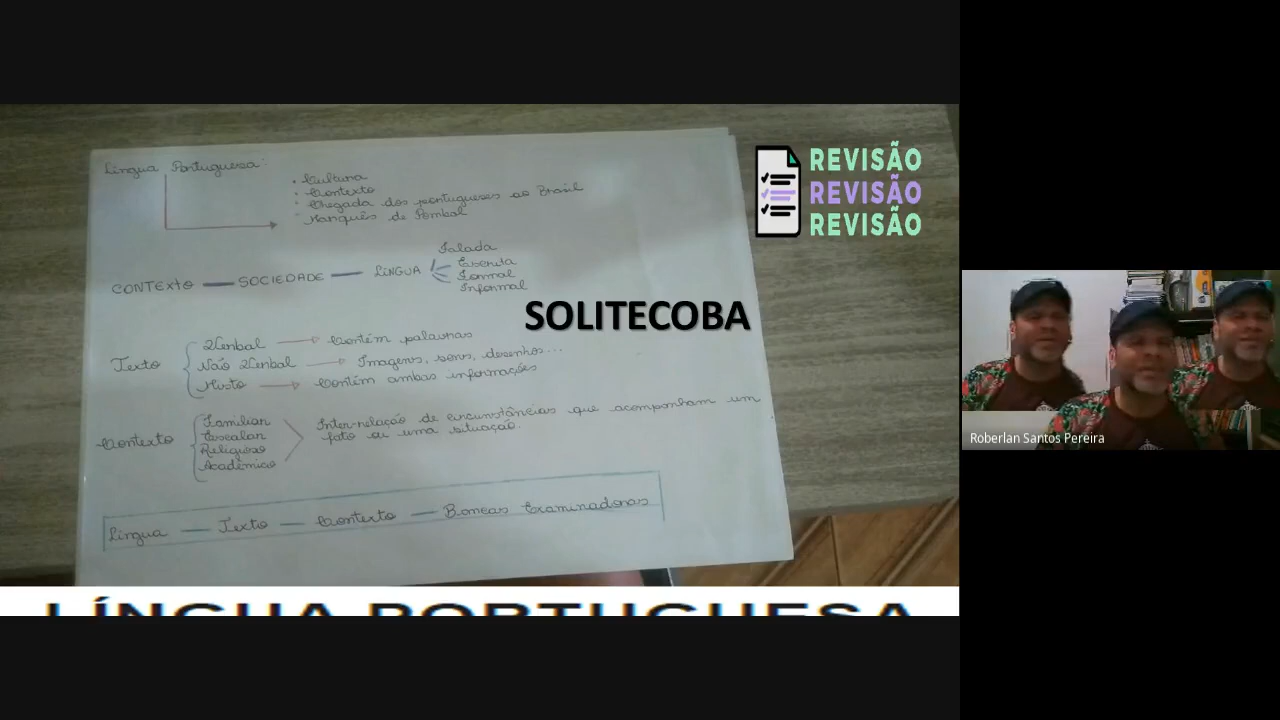 Língua Portuguesa:
• Cultura
• Contexto
• Chegada dos portugueses ao Brasil
• Marquês de Pombal
CONTEXTO — SOCIEDADE — LÍNGUA
Falada
Escrita
Formal
Informal
Texto
Verbal → Contém palavras
Não Verbal → Imagens, sons, desenhos...
Misto → Contém ambas informações
Contexto
Familiar
Escolar
Religioso
Acadêmico
Inter-relação de circunstâncias que acompanham um
fato ou uma situação.
Língua — Texto — Contexto — Bancas Examinadoras
REVISÃO
REVISÃO
REVISÃO
SOLITECOBA
LÍNGUA PORTUGUESA
Roberlan Santos Pereira